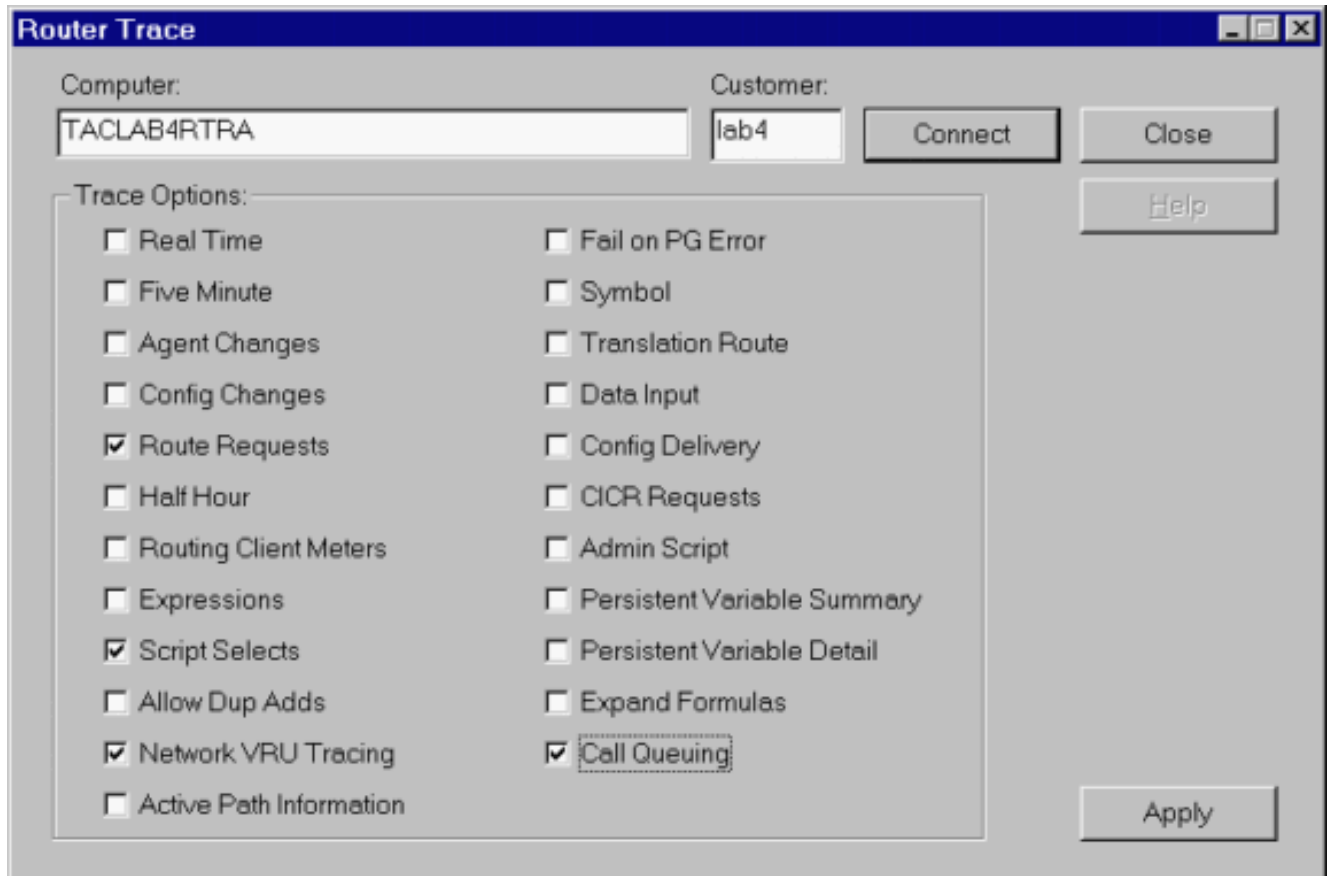 Router Trace
Computer:
Customer:
TACLAB4RTRA
lab4
Connect
Close
Help
Trace Options:
Real Time
Five Minute
Agent Changes
Config Changes
Route Requests
Half Hour
Routing Client Meters
Expressions
Script Selects
Allow Dup Adds
Network VRU Tracing
Active Path Information
Fail on PG Error
Symbol
Translation Route
Data Input
Config Delivery
CICR Requests
Admin Script
Persistent Variable Summary
Persistent Variable Detail
Expand Formulas
Call Queuing
Apply